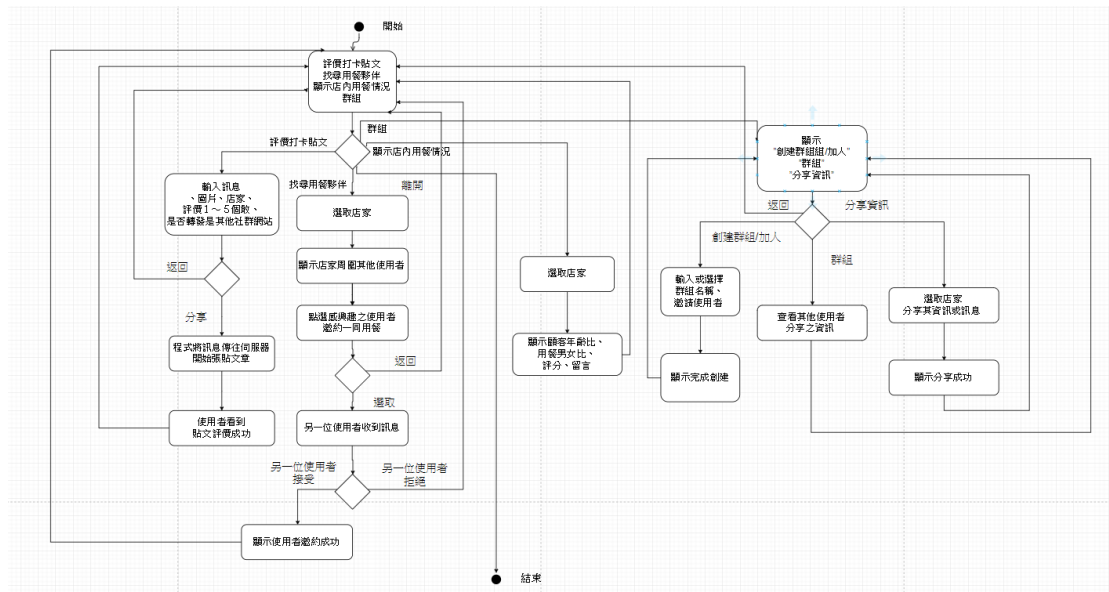 開始
評價打卡貼文
找尋用餐夥伴
顯示店內用餐情況
群組
群組
評價打卡貼文
顯示店內用餐情況
找尋用餐夥伴
離開
輸入訊息
、圖片、店家、
評價1～5個散、
是否轉發是其他社群網站
返回
分享
程式將訊息傳往伺服器
開始張貼文章
使用者看到
貼文評價成功
選取店家
顯示店家周圍其他使用者
點選感興趣之使用者
邀約一同用餐
返回
選取
另一位使用者收到訊息
另一位使用者
接受
另一位使用者
拒絕
顯示使用者邀約成功
選取店家
顯示顧客年齡比、
用餐男女比、
評分、留言
結束
顯示
"創建群組組/加人"
"群組"
"分享資訊"
返回
分享資訊
創建群組/加人
群組
輸入或選擇
群組名稱、
邀請使用者
顯示完成創建
查看其他使用者
分享之資訊
選取店家
分享其資訊或訊息
顯示分享成功